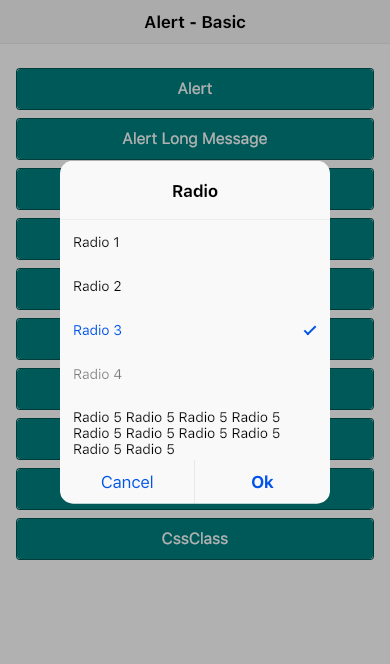 Alert - Basic
Alert
Alert Long Message
Radio
Radio 1
Radio 2
Radio 3
Radio 4
Radio 5 Radio 5 Radio 5 Radio 5
Radio 5 Radio 5 Radio 5 Radio 5
Radio 5 Radio 5
Cancel
Ok
CssClass